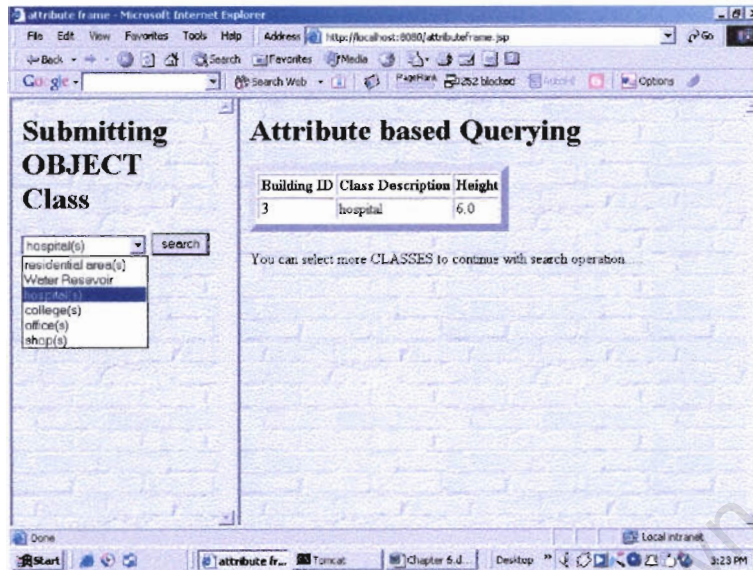 attribute frame - Microsoft Internet Explorer
File Edit View Favorites Tools Help Address http://localhost:8080/attributeframe.jsp Go
Back Search Favorites Media
Google Search Web PageRank 252 blocked AutoFill Options
Submitting
OBJECT
Class
hospital(s) search
residential area(s)
Water Resevoir
hospital(s)
college(s)
office(s)
shop(s)
Attribute based Querying
Building ID Class Description Height
3 hospital 6.0
You can select more CLASSES to continue with search operation.....
Done Local intranet
Start attribute fr... Tomcat Chapter 6.d... Desktop 3:23 PM